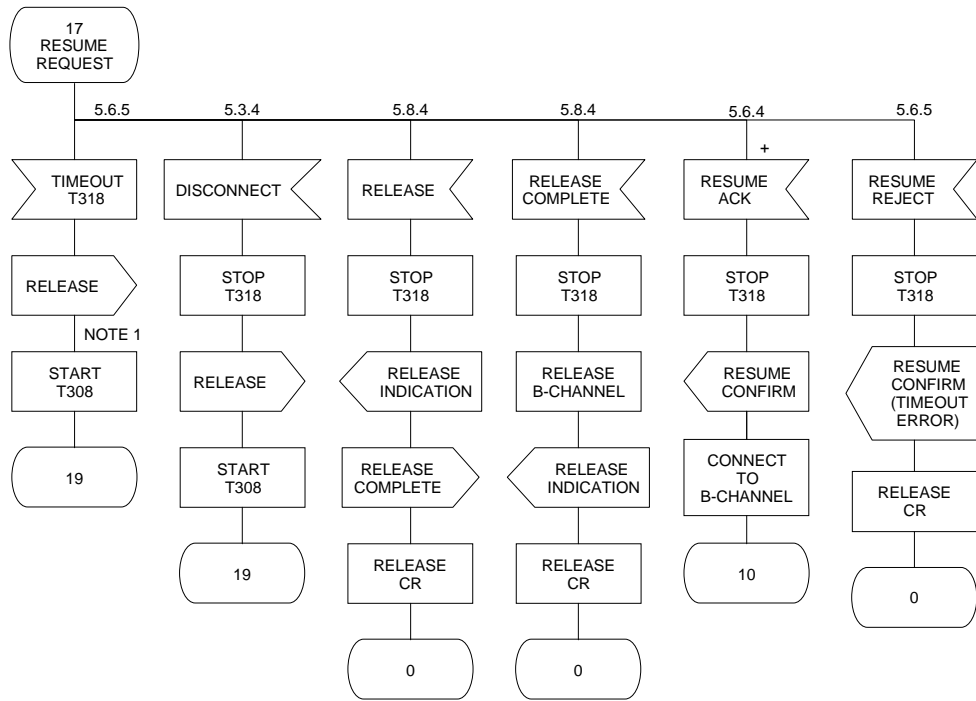 17
RESUME
REQUEST
5.6.5
5.3.4
5.8.4
5.8.4
5.6.4
5.6.5
+
TIMEOUT
T318
DISCONNECT
RELEASE
RELEASE
COMPLETE
RESUME
ACK
RESUME
REJECT
RELEASE
STOP
T318
STOP
T318
STOP
T318
STOP
T318
STOP
T318
NOTE 1
START
T308
RELEASE
RELEASE
INDICATION
RELEASE
B-CHANNEL
RESUME
CONFIRM
RESUME
CONFIRM
(TIMEOUT
ERROR)
19
START
T308
RELEASE
COMPLETE
RELEASE
INDICATION
CONNECT
TO
B-CHANNEL
RELEASE
CR
19
RELEASE
CR
RELEASE
CR
10
0
0
0